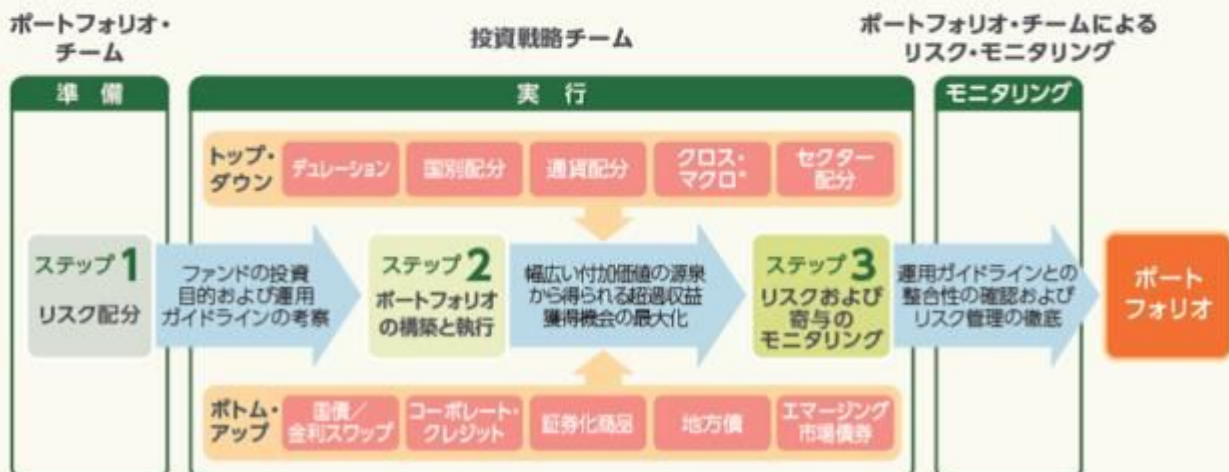 ポートフォリオ・
チーム
投資戦略チーム
ポートフォリオ・チームによる
リスク・モニタリング
準 備
実 行
モニタリング
トップ・
ダウン
デュレーション
国別配分
通貨配分
クロス・
マクロ*
セクター
配分
ステップ1
リスク配分
ファンドの投資
目的および運用
ガイドラインの考察
ステップ2
ポートフォリオ
の構築と執行
幅広い付加価値の源泉
から得られる超過収益
獲得機会の最大化
ステップ3
リスクおよび
寄与の
モニタリング
運用ガイドラインとの
整合性の確認および
リスク管理の徹底
ポート
フォリオ
ボトム・
アップ
国債/
金利スワップ
コーポレート・
クレジット
証券化商品
地方債
エマージング
市場債券